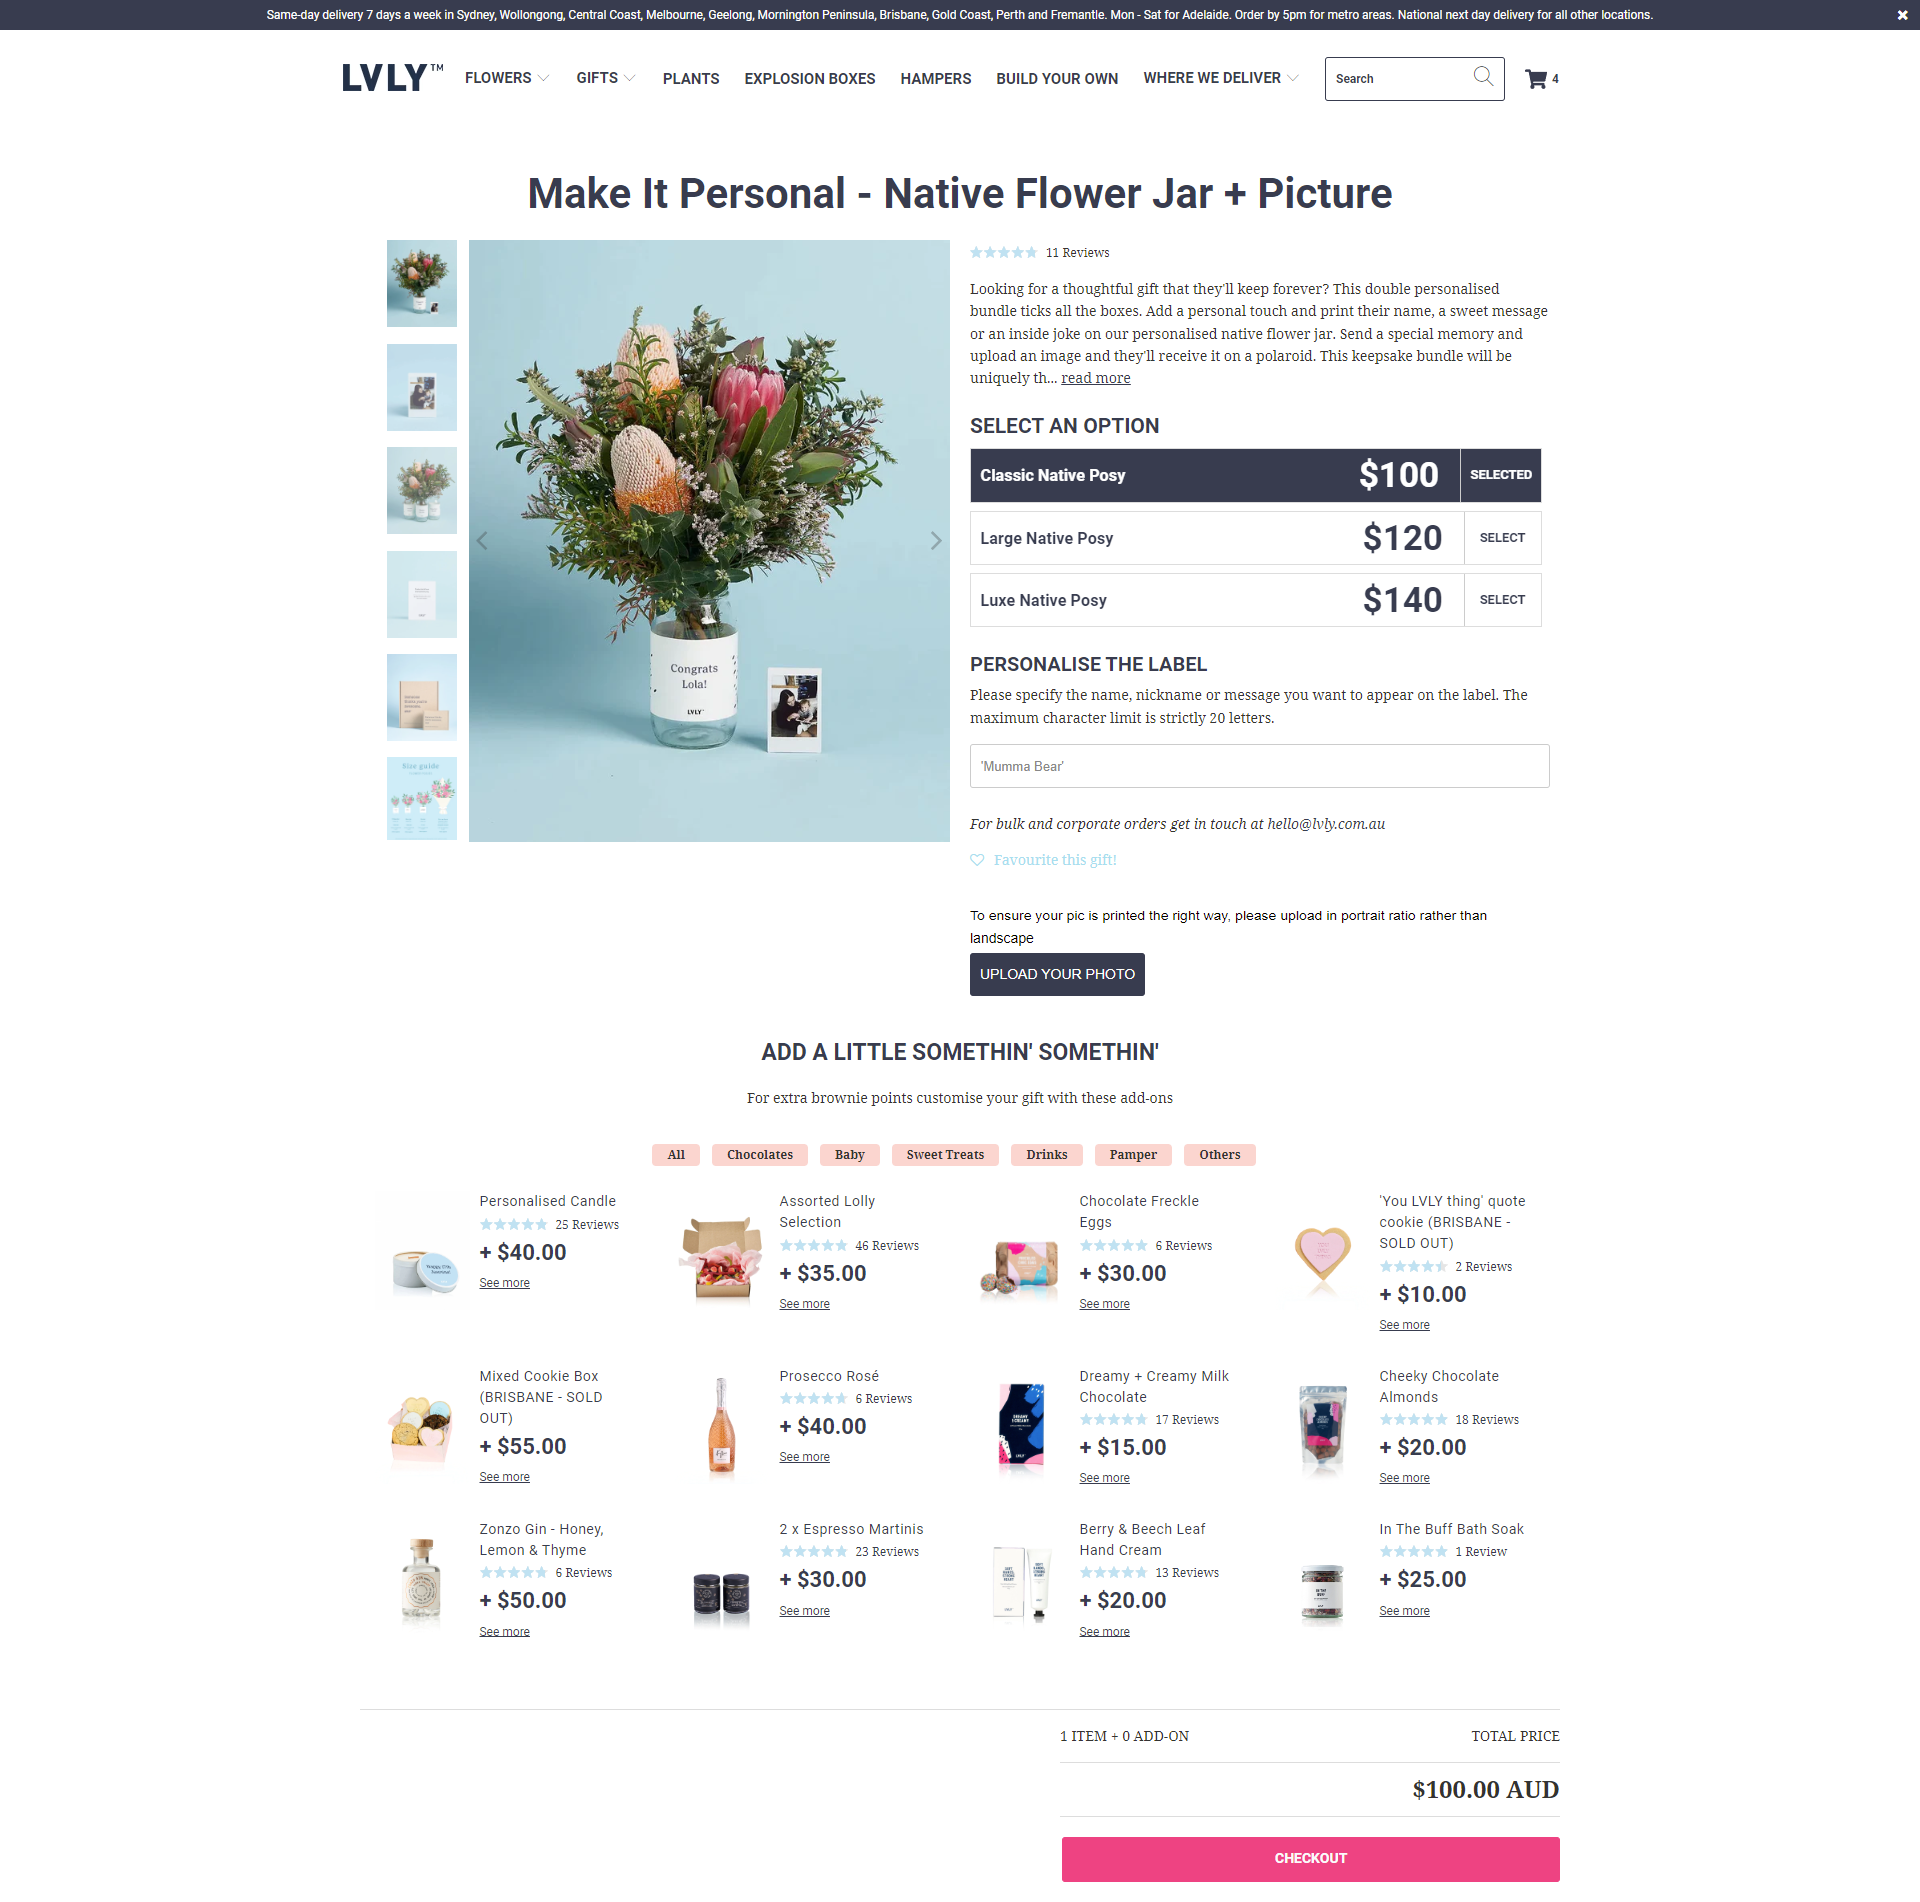 Same-day delivery 7 days a week in Sydney, Wollongong, Central Coast, Melbourne, Geelong, Mornington Peninsula, Brisbane, Gold Coast, Perth and Fremantle. Mon - Sat for Adelaide. Order by 5pm for metro areas. National next day delivery for all other locations.
LVLY™ FLOWERS GIFTS PLANTS EXPLOSION BOXES HAMPERS BUILD YOUR OWN WHERE WE DELIVER Search 4
Make It Personal - Native Flower Jar + Picture
11 Reviews
Looking for a thoughtful gift that they'll keep forever? This double personalised
bundle ticks all the boxes. Add a personal touch and print their name, a sweet message
or an inside joke on our personalised native flower jar. Send a special memory and
upload an image and they'll receive it on a polaroid. This keepsake bundle will be
uniquely th... read more
SELECT AN OPTION
Classic Native Posy $100 SELECTED
Large Native Posy $120 SELECT
Luxe Native Posy $140 SELECT
Congrats
Lola!
LVLY
Size guide
PERSONALISE THE LABEL
Please specify the name, nickname or message you want to appear on the label. The
maximum character limit is strictly 20 letters.
'Mumma Bear'
For bulk and corporate orders get in touch at hello@lvly.com.au
Favourite this gift!
To ensure your pic is printed the right way, please upload in portrait ratio rather than
landscape
UPLOAD YOUR PHOTO
ADD A LITTLE SOMETHIN' SOMETHIN'
For extra brownie points customise your gift with these add-ons
All Chocolates Baby Sweet Treats Drinks Pamper Others
Personalised Candle
25 Reviews
+ $40.00
See more
Assorted Lolly
Selection
46 Reviews
+ $35.00
See more
Chocolate Freckle
Eggs
6 Reviews
+ $30.00
See more
'You LVLY thing' quote
cookie (BRISBANE -
SOLD OUT)
2 Reviews
+ $10.00
See more
Mixed Cookie Box
(BRISBANE - SOLD
OUT)
+ $55.00
See more
Prosecco Rosé
6 Reviews
+ $40.00
See more
Dreamy + Creamy Milk
Chocolate
17 Reviews
+ $15.00
See more
Cheeky Chocolate
Almonds
18 Reviews
+ $20.00
See more
Zonzo Gin - Honey,
Lemon & Thyme
6 Reviews
+ $50.00
See more
2 x Espresso Martinis
23 Reviews
+ $30.00
See more
Berry & Beech Leaf
Hand Cream
13 Reviews
+ $20.00
See more
In The Buff Bath Soak
1 Review
+ $25.00
See more
1 ITEM + 0 ADD-ON TOTAL PRICE
$100.00 AUD
CHECKOUT